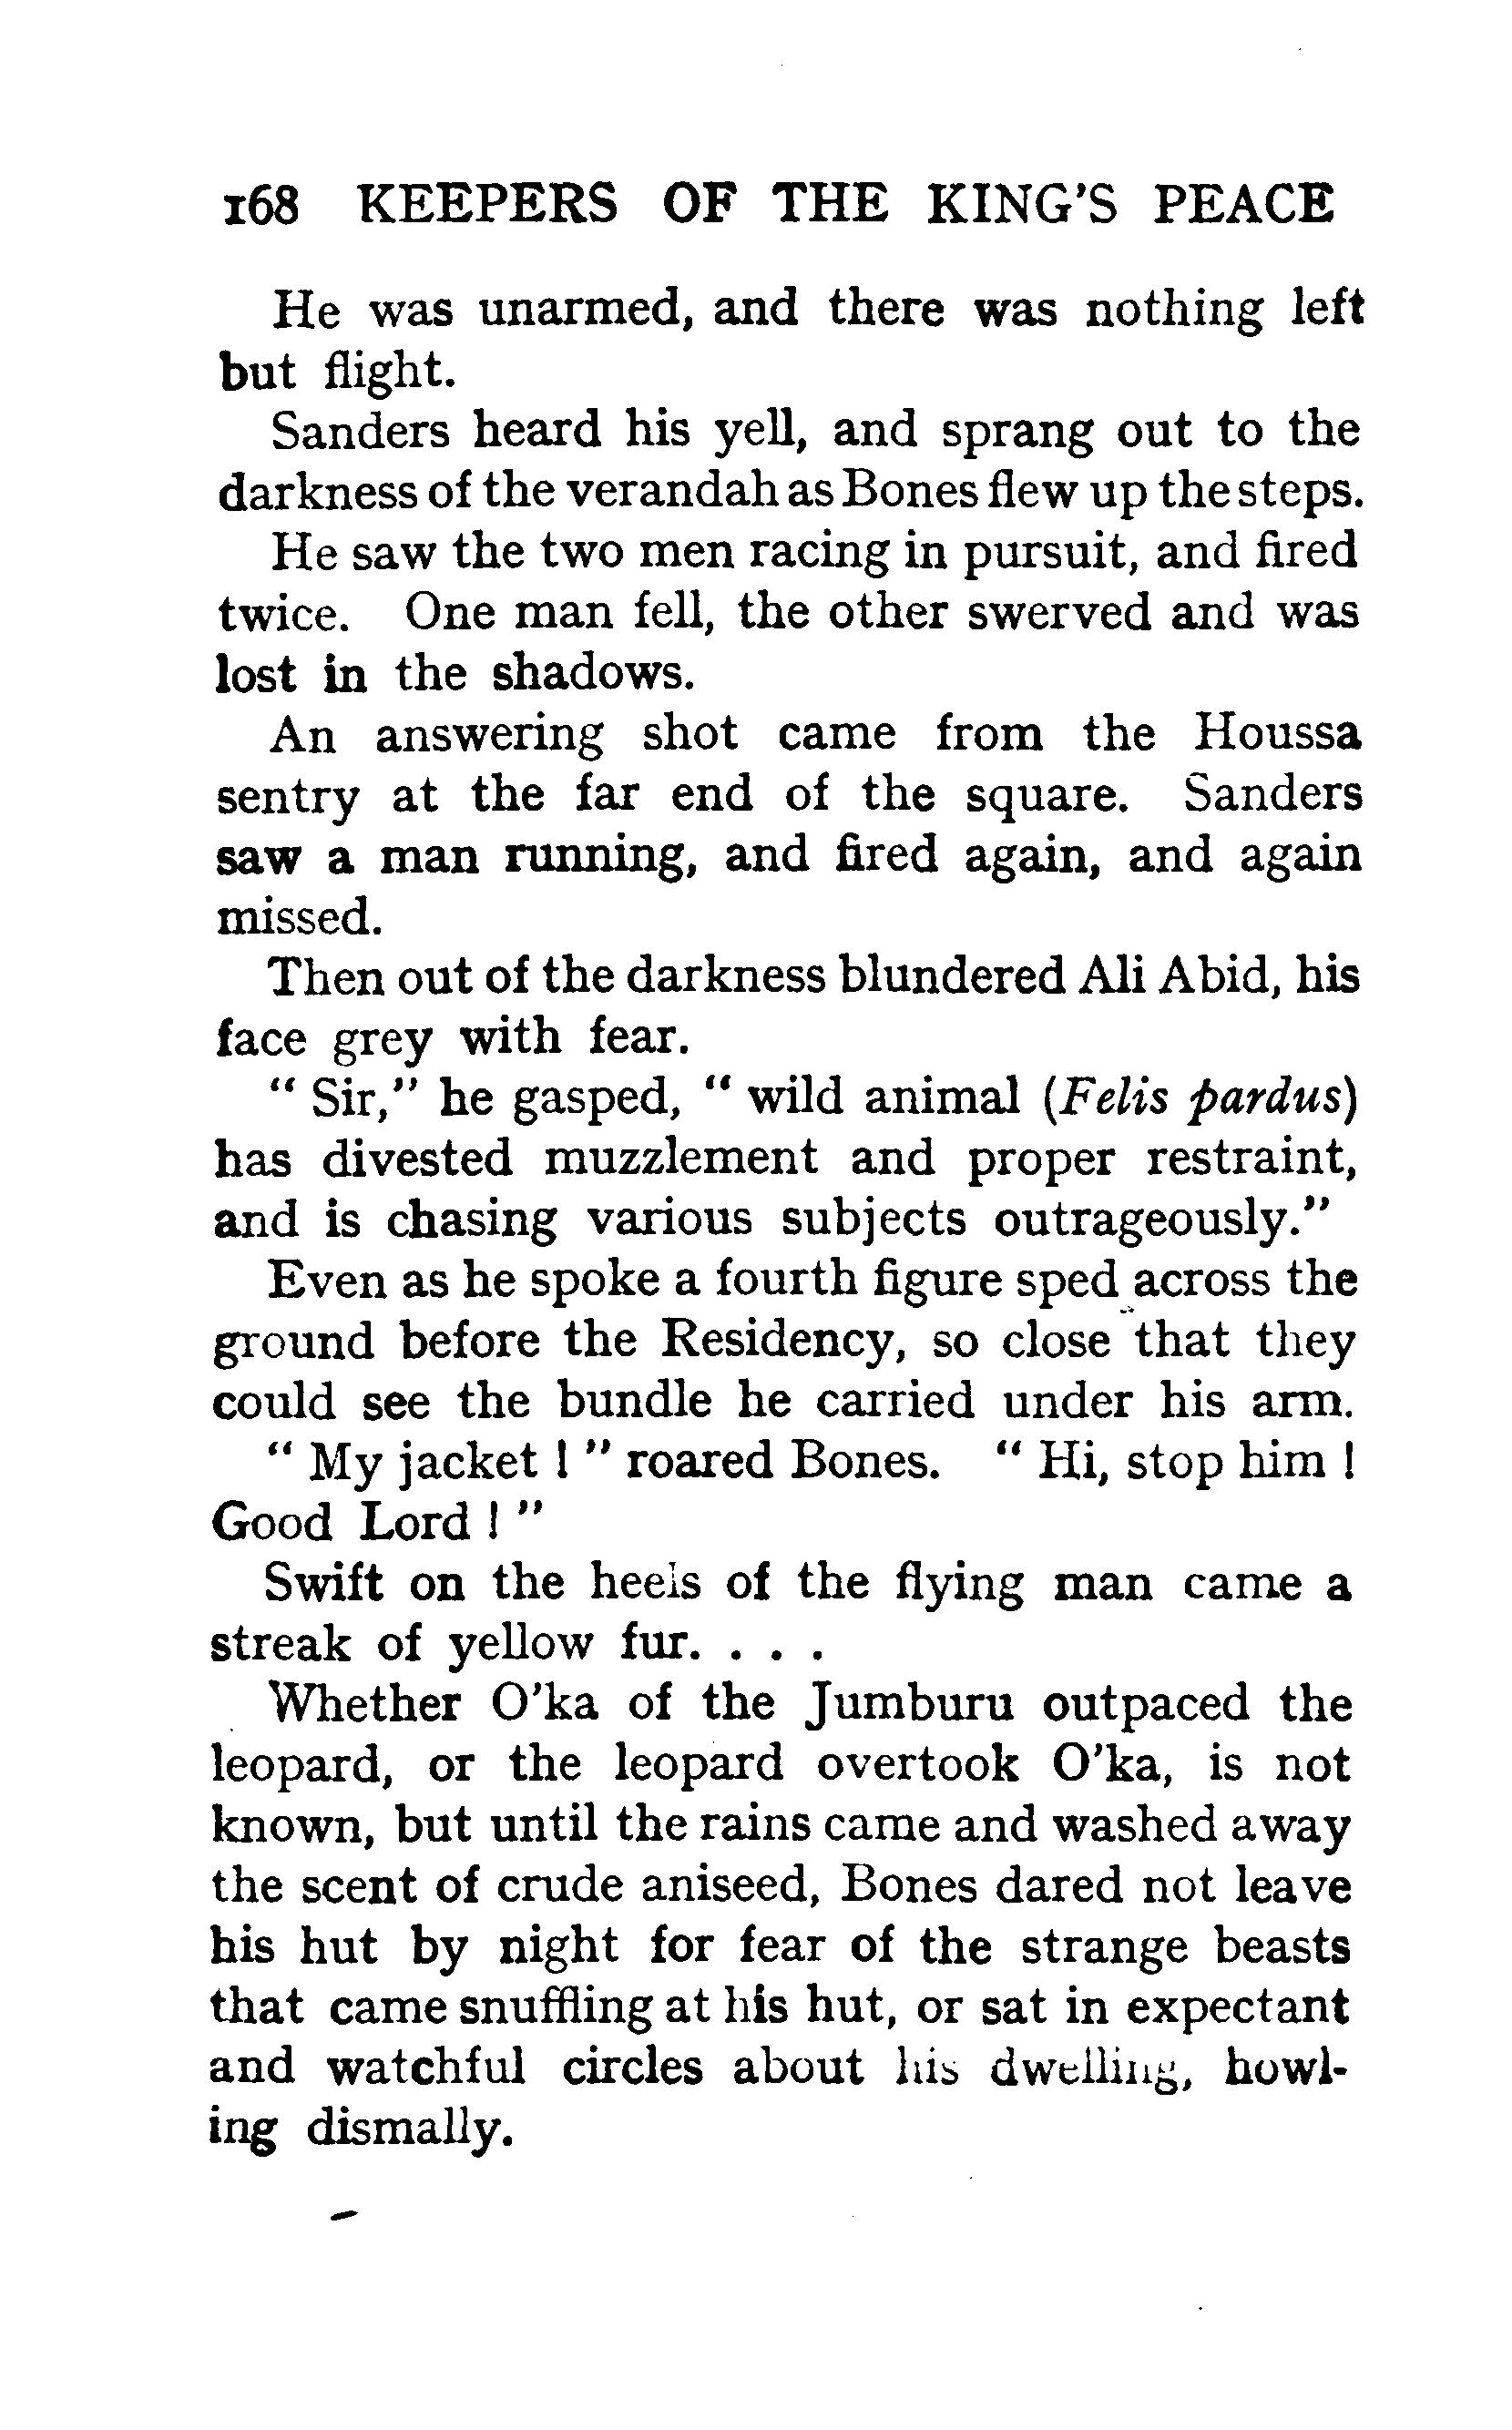 168 KEEPERS OF THE KING'S PEACE
He was unarmed, and there was nothing left
but flight.
Sanders heard his yell, and sprang out to the
darkness of the verandah as Bones flew up the steps.
He saw the two men racing in pursuit, and fired
twice. One man fell, the other swerved and was
lost in the shadows.
An answering shot came from the Houssa
sentry at the far end of the square. Sanders
saw a man running, and fired again, and again
missed.
Then out of the darkness blundered Ali Abid, his
face grey with fear.
" Sir," he gasped, " wild animal (Felis pardus)
has divested muzzlement and proper restraint,
and is chasing various subjects outrageously."
Even as he spoke a fourth figure sped across the
ground before the Residency, so close that they
could see the bundle he carried under his arm.
" My jacket ! " roared Bones. " Hi, stop him !
Good Lord ! "
Swift on the heels of the flying man came a
streak of yellow fur. . . .
Whether O'ka of the Jumburu outpaced the
leopard, or the leopard overtook O'ka, is not
known, but until the rains came and washed away
the scent of crude aniseed, Bones dared not leave
his hut by night for fear of the strange beasts
that came snuffling at his hut, or sat in expectant
and watchful circles about his dwelling, howl-
ing dismally.